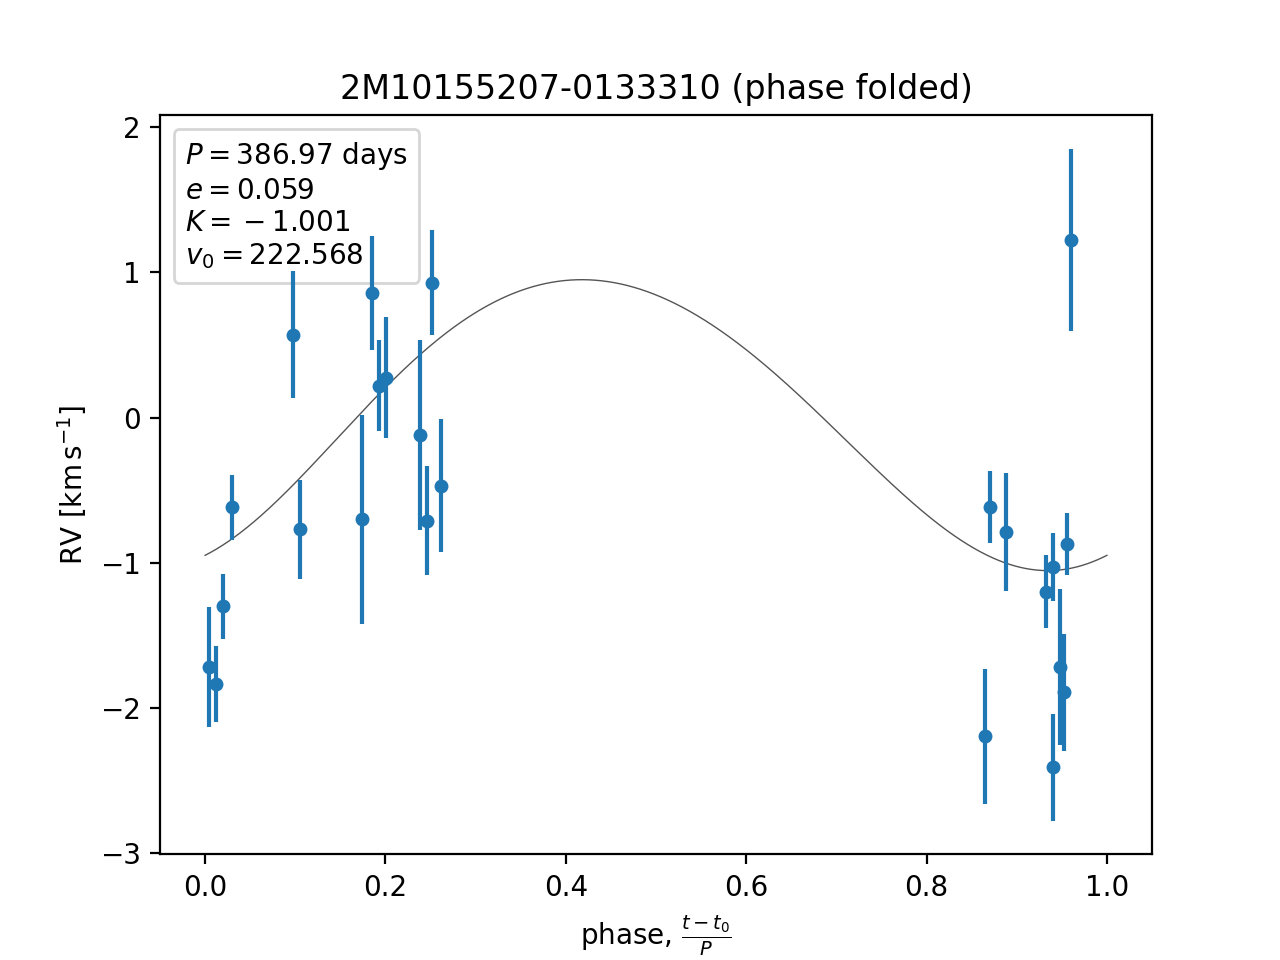 2M10155207-0133310 (phase folded)
P = 386.97 days
e = 0.059
K = −1.001
v₀ = 222.568
2
1
0
−1
−2
−3
RV [km s⁻¹]
0.0 0.2 0.4 0.6 0.8 1.0
phase, (t − t₀)/P